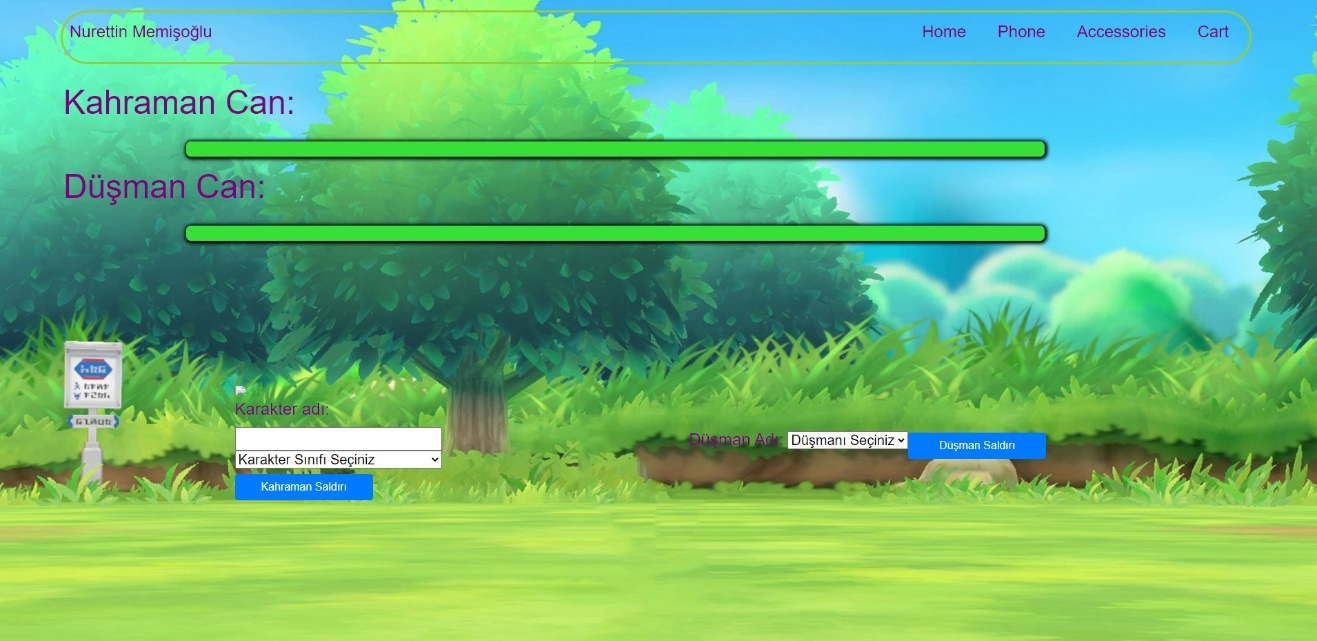 Nurettin Memişoğlu Home Phone Accessories Cart
Kahraman Can:
Düşman Can:
Karakter adı:
Karakter Sınıfı Seçiniz
Kahraman Saldırı
Düşman Adı: Düşmanı Seçiniz Düşman Saldırı